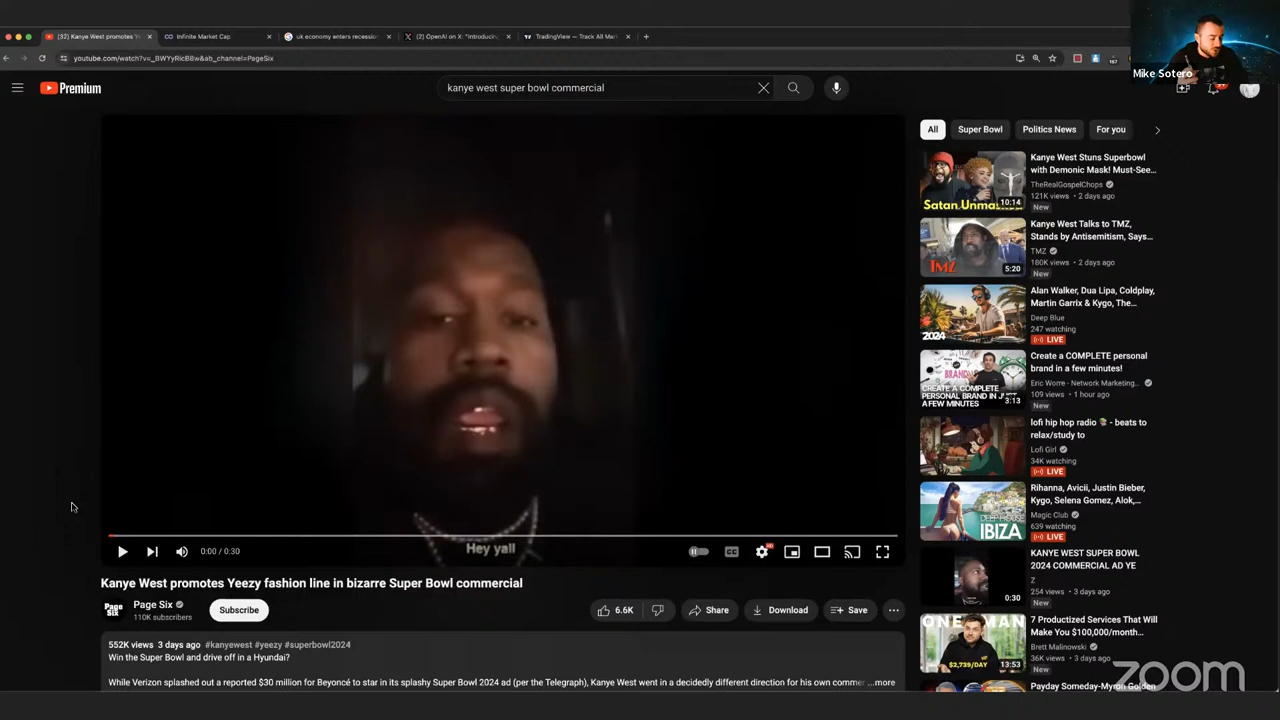 (32) Kanye West promotes Y
Infinite Market Cap
uk economy enters recession
(2) OpenAI on X: "Introducing
TradingView — Track All Mar
youtube.com/watch?v=_BWYyRicB8w&ab_channel=PageSix
Mike Sotero
Premium
kanye west super bowl commercial
All
Super Bowl
Politics News
For you
Kanye West Stuns Superbowl
with Demonic Mask! Must-See...
TheRealGospelChops
121K views • 2 days ago
New
Satan Unma
10:14
Kanye West Talks to TMZ,
Stands by Antisemitism, Says...
TMZ
180K views • 2 days ago
New
TMZ
5:20
Alan Walker, Dua Lipa, Coldplay,
Martin Garrix & Kygo, The...
Deep Blue
247 watching
LIVE
2024
Create a COMPLETE personal
brand in a few minutes!
Eric Worre - Network Marketing...
109 views • 1 hour ago
New
BRAND
CREATE A COMPLETE
PERSONAL BRAND IN JUST
A FEW MINUTES
3:13
lofi hip hop radio 📚 - beats to
relax/study to
Lofi Girl
34K watching
LIVE
Rihanna, Avicii, Justin Bieber,
Kygo, Selena Gomez, Alok,...
Magic Club
639 watching
LIVE
DEEP HOUSE
IBIZA
KANYE WEST SUPER BOWL
2024 COMMERCIAL AD YE
Z
254 views • 3 days ago
New
0:30
7 Productized Services That Will
Make You $100,000/month...
Brett Malinowski
36K views • 3 days ago
New
ONE MAN
$2,739/DAY
13:53
Payday Someday-Myron Golden
Hey yall
0:00 / 0:30
Kanye West promotes Yeezy fashion line in bizarre Super Bowl commercial
Page Six
110K subscribers
Subscribe
6.6K
Share
Download
Save
552K views 3 days ago #kanyewest #yeezy #superbowl2024
Win the Super Bowl and drive off in a Hyundai?
While Verizon splashed out a reported $30 million for Beyoncé to star in its splashy Super Bowl 2024 ad (per the Telegraph), Kanye West went in a decidedly different direction for his own commer ...more
zoom